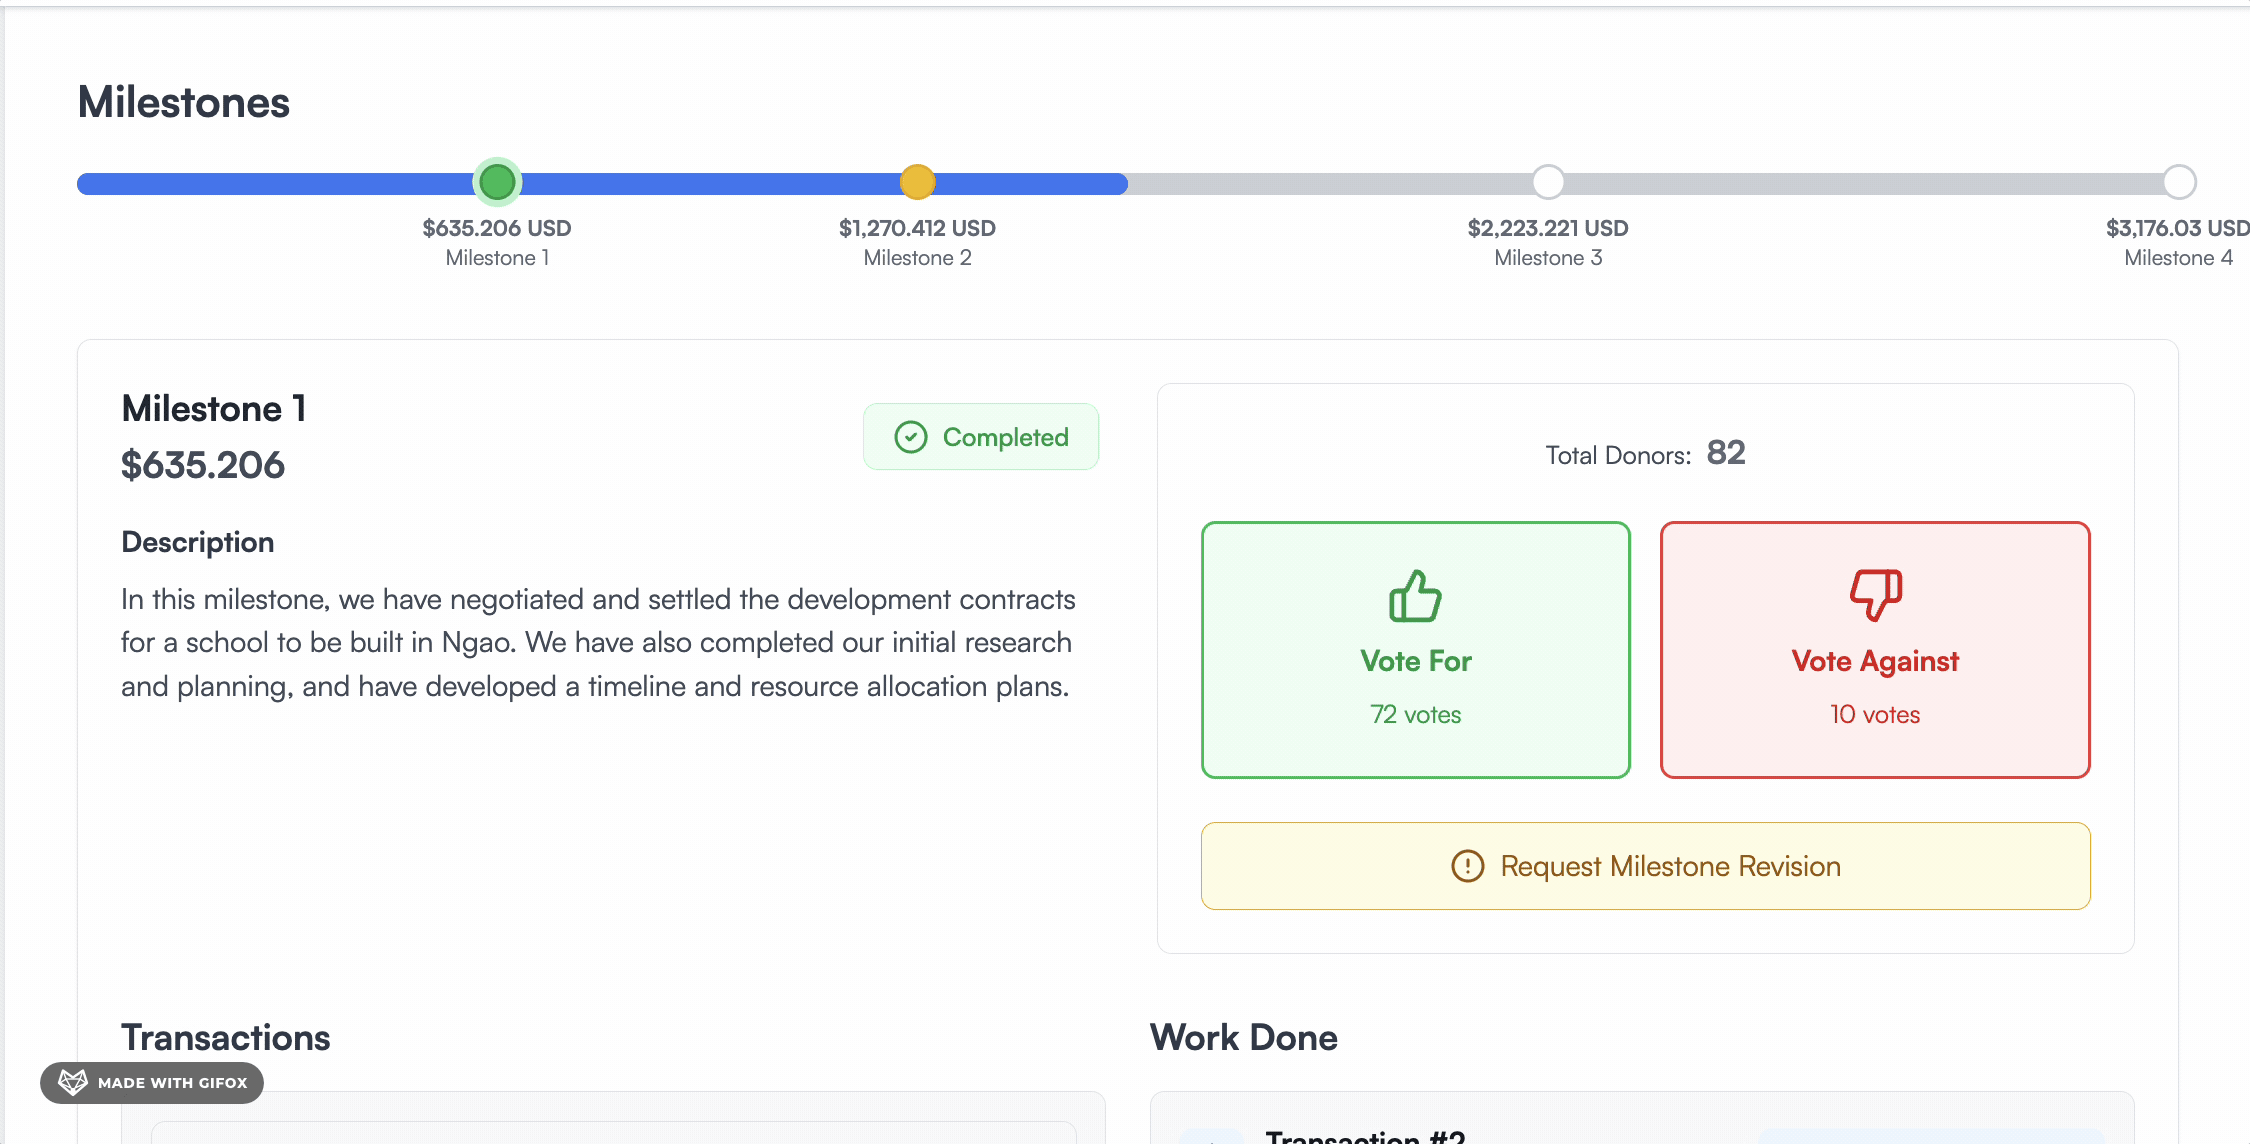 Milestones
$635.206 USD
Milestone 1
$1,270.412 USD
Milestone 2
$2,223.221 USD
Milestone 3
$3,176.03 USD
Milestone 4
Milestone 1
$635.206
Completed
Description
In this milestone, we have negotiated and settled the development contracts
for a school to be built in Ngao. We have also completed our initial research
and planning, and have developed a timeline and resource allocation plans.
Total Donors: 82
Vote For
72 votes
Vote Against
10 votes
Request Milestone Revision
Transactions
Work Done
Transaction #2
MADE WITH GIFOX